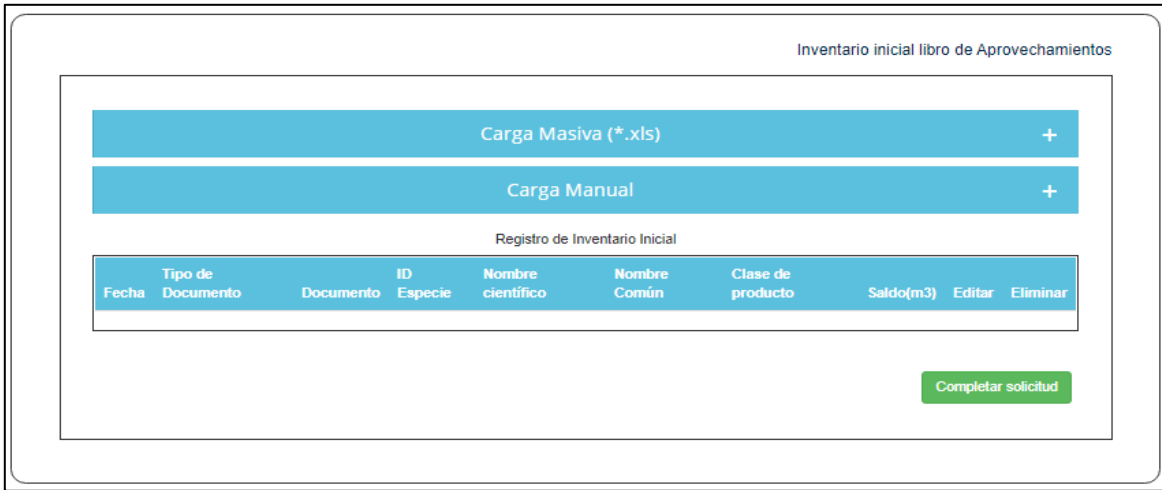 Inventario inicial libro de Aprovechamientos
Carga Masiva (*.xls) +
Carga Manual +
Registro de Inventario Inicial
Fecha Tipo de Documento Documento ID Especie Nombre científico Nombre Común Clase de producto Saldo(m3) Editar Eliminar
Completar solicitud